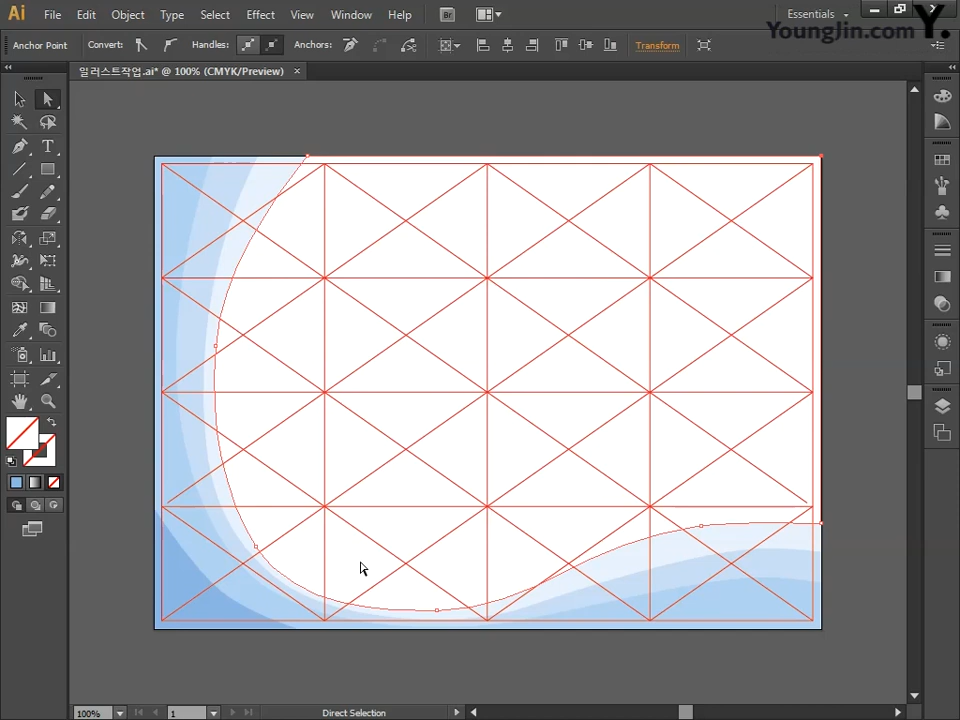 Ai File Edit Object Type Select Effect View Window Help Br Essentials
Y.
YoungJin.com
Anchor Point Convert: Handles: Anchors: Transform
일러스트작업.ai* @ 100% (CMYK/Preview) ×
T
100% 1 Direct Selection